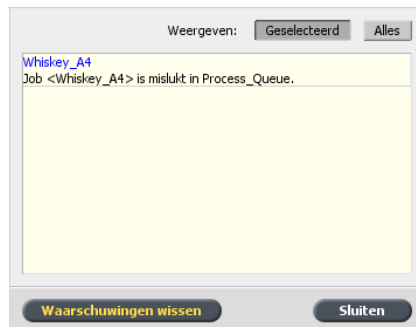 Weergeven: Geselecteerd Alles
Whiskey_A4
Job <Whiskey_A4> is mislukt in Process_Queue.
Waarschuwingen wissen Sluiten